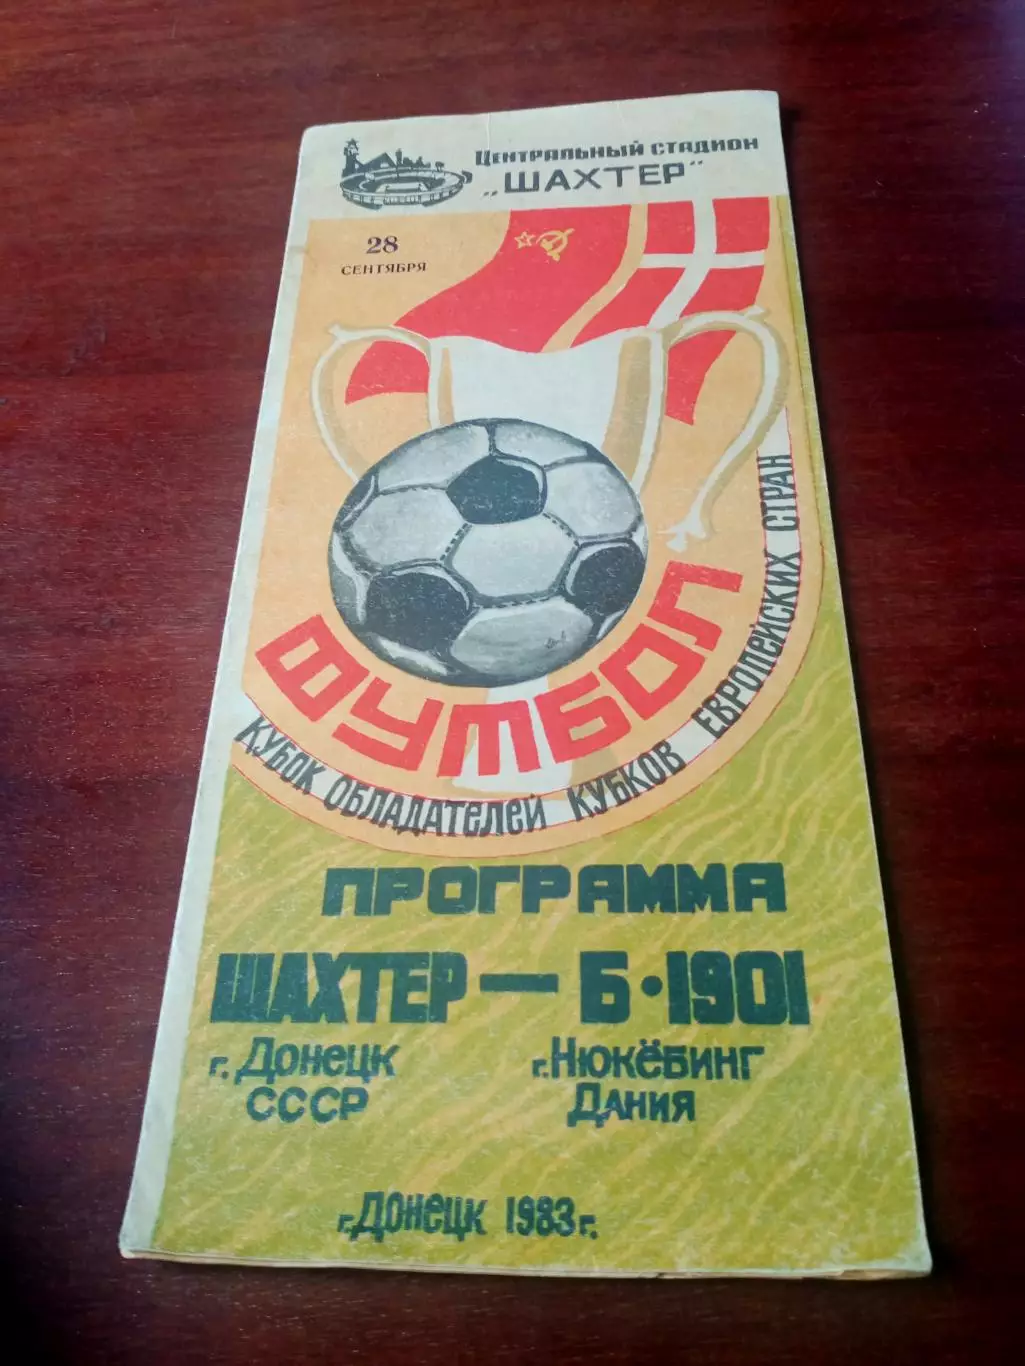 Центральный стадион
„ШАХТЕР"
28
СЕНТЯБРЯ
ФУТБОЛ
КУБОК ОБЛАДАТЕЛЕЙ КУБКОВ ЕВРОПЕЙСКИХ СТРАН
ПРОГРАММА
ШАХТЕР — Б·1901
г. Донецк г. Нюкёбинг
СССР Дания
г. Донецк 1983 г.